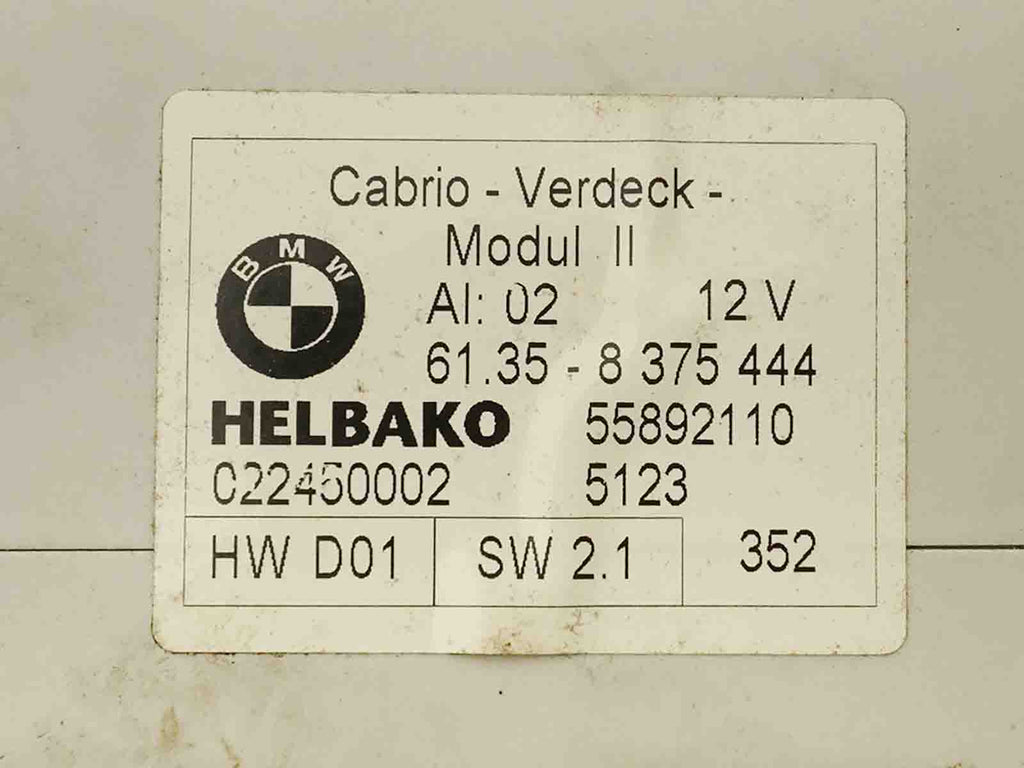 Cabrio - Verdeck -
Modul II
BMW
AI: 02 12 V
61.35 - 8 375 444
HELBAKO 55892110
022450002 5123
HW D01 SW 2.1 352